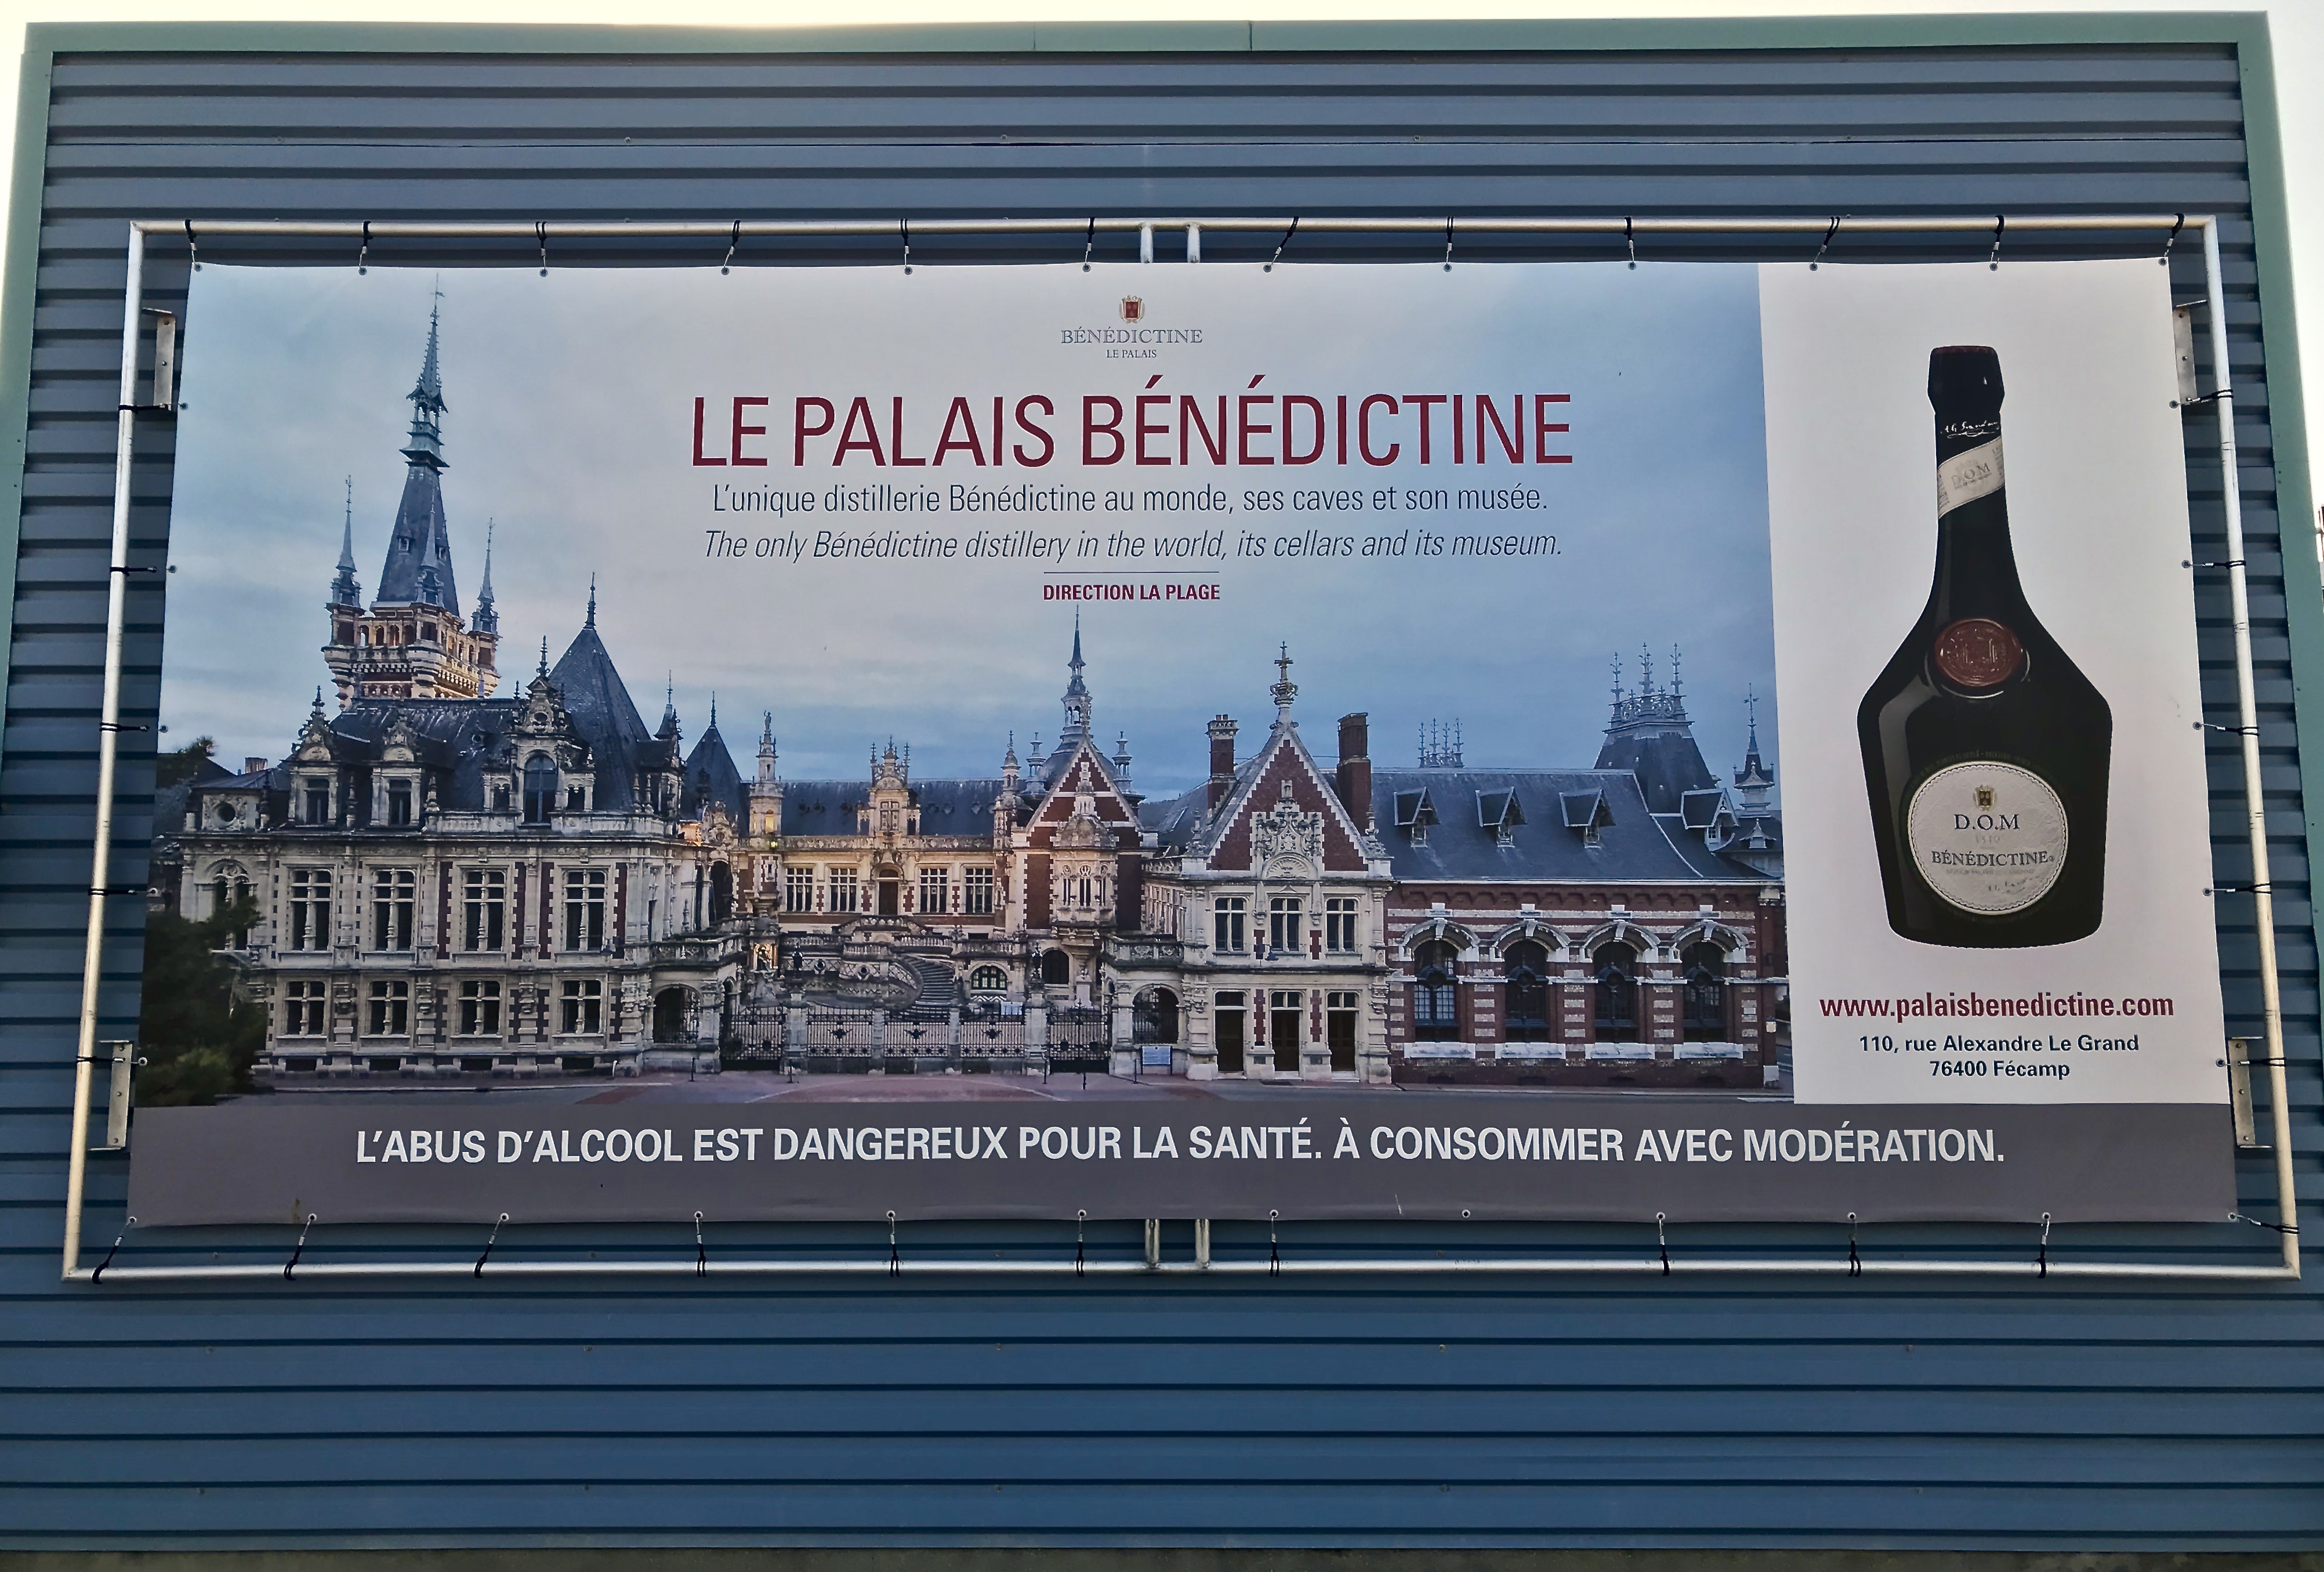 BÉNÉDICTINE
LE PALAIS
LE PALAIS BÉNÉDICTINE
L'unique distillerie Bénédictine au monde, ses caves et son musée.
The only Bénédictine distillery in the world, its cellars and its museum.
DIRECTION LA PLAGE
D.O.M
D.O.M
1510
BÉNÉDICTINE
www.palaisbenedictine.com
110, rue Alexandre Le Grand
76400 Fécamp
L'ABUS D'ALCOOL EST DANGEREUX POUR LA SANTÉ. À CONSOMMER AVEC MODÉRATION.